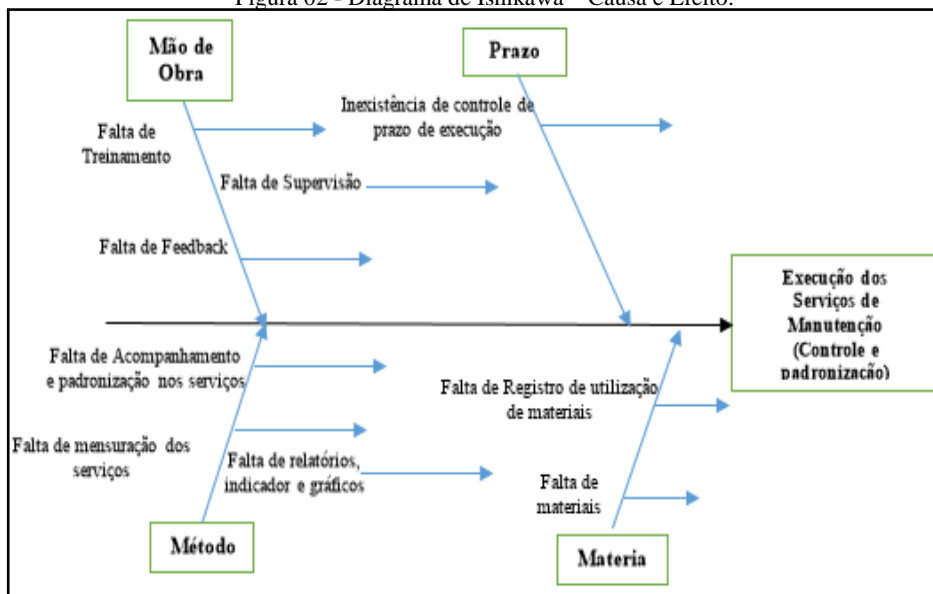 Figura 02 - Diagrama de Ishikawa – Causa e Efeito.
Mão de
Obra
Prazo
Inexistência de controle de
prazo de execução
Falta de
Treinamento
Falta de Supervisão
Falta de Feedback
Execução dos
Serviços de
Manutenção
(Controle e
padronização)
Falta de Acompanhamento
e padronização nos serviços
Falta de Registro de utilização
de materiais
Falta de mensuração dos
serviços
Falta de relatórios,
indicador e gráficos
Falta de
materiais
Método
Materia